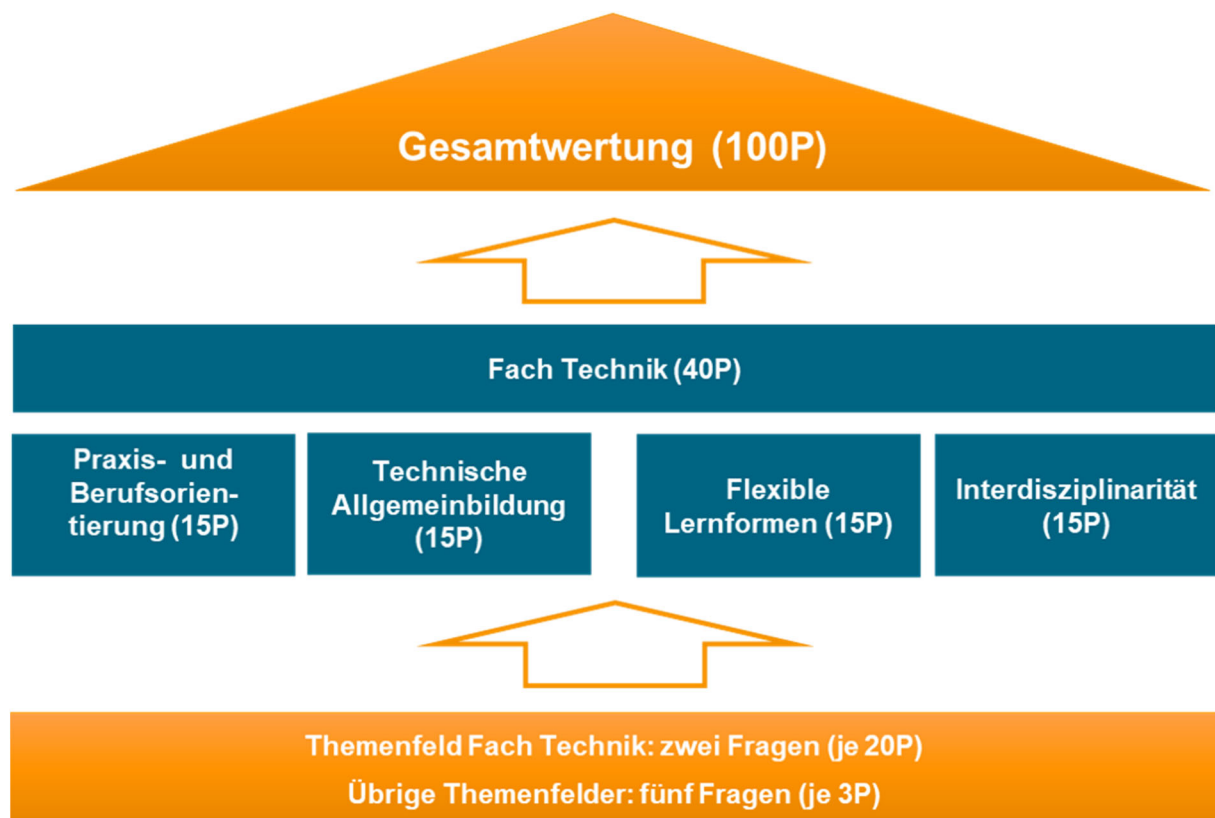 Gesamtwertung (100P)
Fach Technik (40P)
Praxis- und
Berufsorien-
tierung (15P)
Technische
Allgemeinbildung
(15P)
Flexible
Lernformen (15P)
Interdisziplinarität
(15P)
Themenfeld Fach Technik: zwei Fragen (je 20P)
Übrige Themenfelder: fünf Fragen (je 3P)